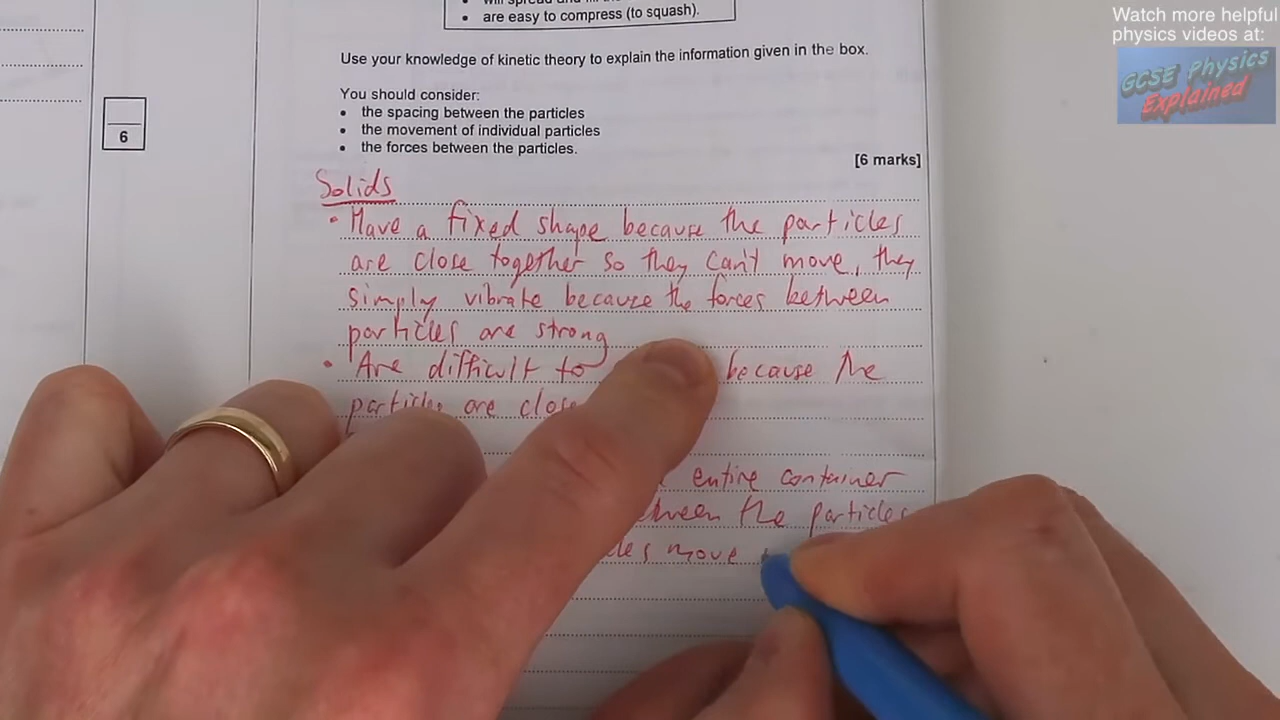 are easy to compress (to squash).
Use your knowledge of kinetic theory to explain the information given in the box.
You should consider:
• the spacing between the particles
• the movement of individual particles
• the forces between the particles.
[6 marks]
6
Solids
• Have a fixed shape because the particles
are close together so they can't move, they
simply vibrate because the forces between
particles are strong
• Are difficult to because the
particles are close
entire container
the particles
move
Watch more helpful
physics videos at:
GCSE Physics
Explained